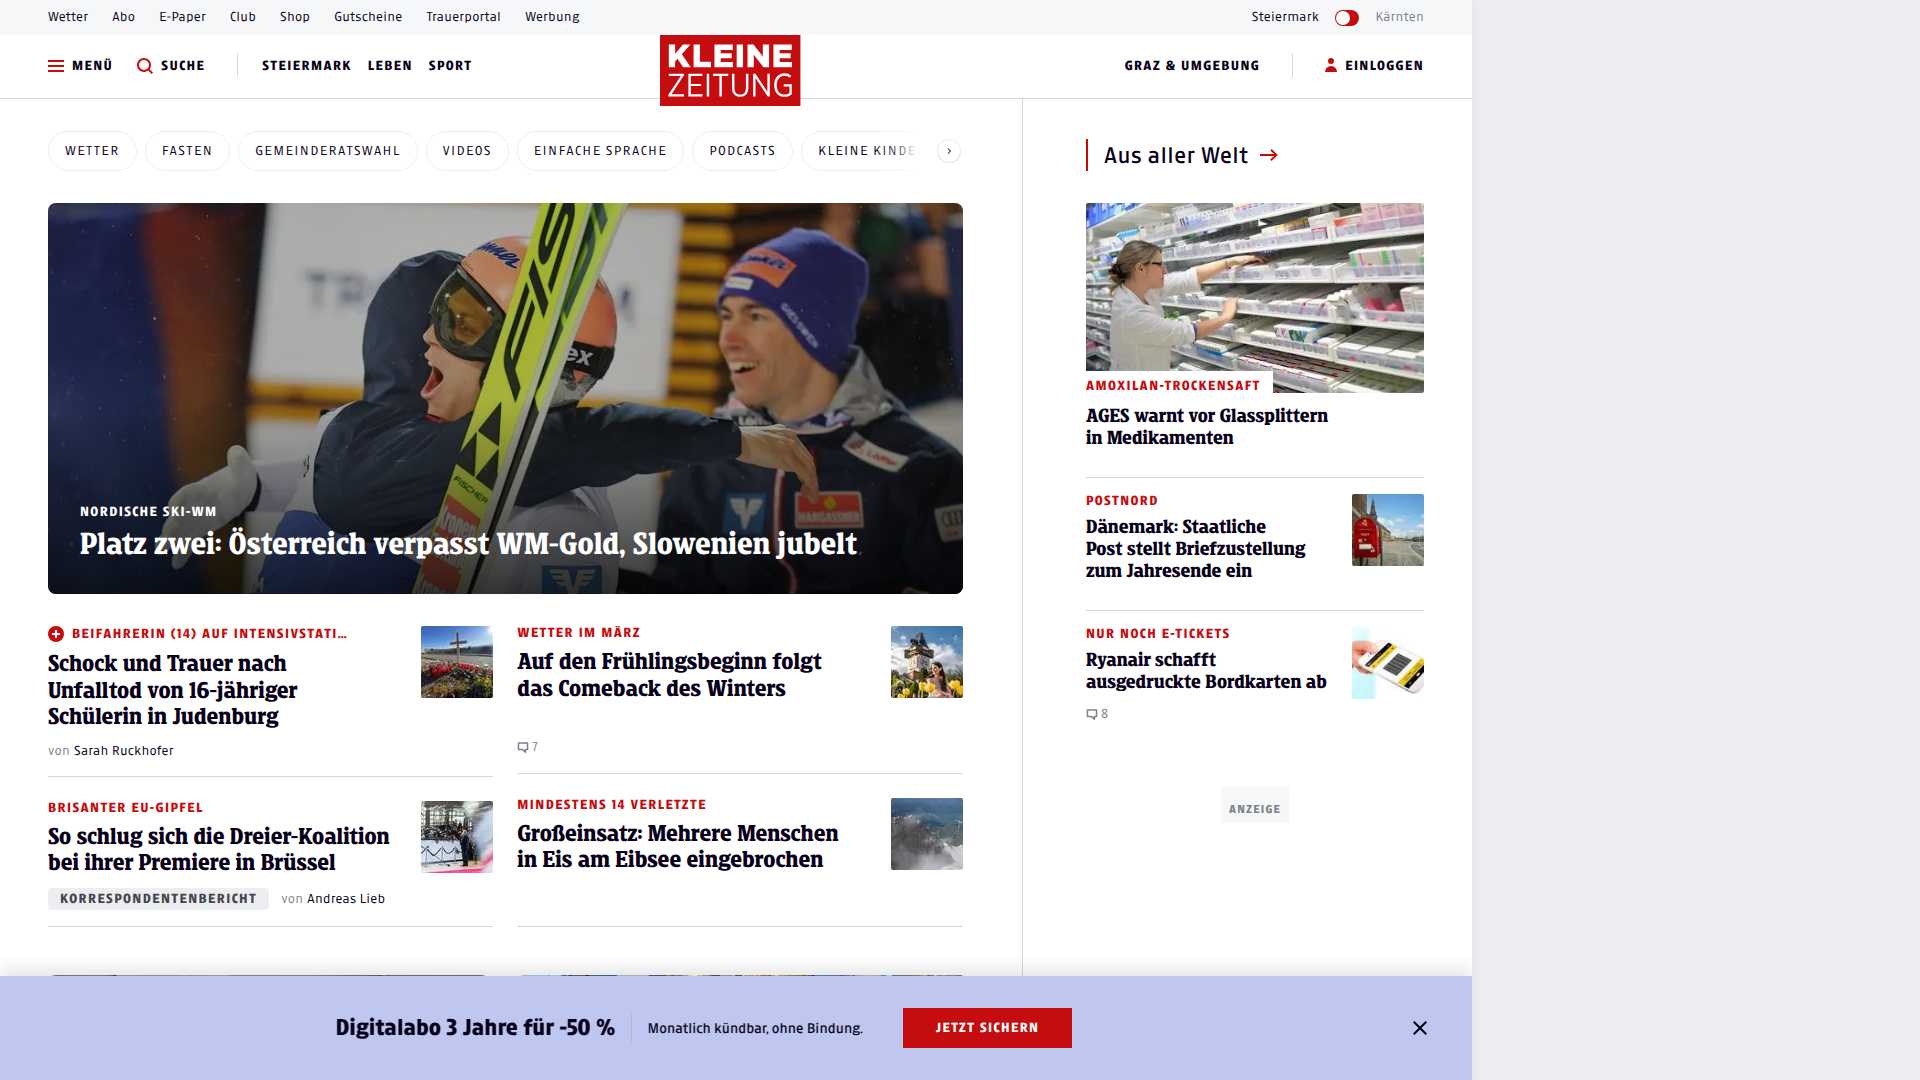 Wetter Abo E-Paper Club Shop Gutscheine Trauerportal Werbung Steiermark Kärnten
MENÜ SUCHE STEIERMARK LEBEN SPORT KLEINE ZEITUNG GRAZ & UMGEBUNG EINLOGGEN
WETTER FASTEN GEMEINDERATSWAHL VIDEOS EINFACHE SPRACHE PODCASTS KLEINE KINDE
NORDISCHE SKI-WM
Platz zwei: Österreich verpasst WM-Gold, Slowenien jubelt
BEIFAHRERIN (14) AUF INTENSIVSTATI…
Schock und Trauer nach
Unfalltod von 16-jähriger
Schülerin in Judenburg
von Sarah Ruckhofer
WETTER IM MÄRZ
Auf den Frühlingsbeginn folgt
das Comeback des Winters
7
BRISANTER EU-GIPFEL
So schlug sich die Dreier-Koalition
bei ihrer Premiere in Brüssel
KORRESPONDENTENBERICHT von Andreas Lieb
MINDESTENS 14 VERLETZTE
Großeinsatz: Mehrere Menschen
in Eis am Eibsee eingebrochen
Aus aller Welt
AMOXILAN-TROCKENSAFT
AGES warnt vor Glassplittern
in Medikamenten
POSTNORD
Dänemark: Staatliche
Post stellt Briefzustellung
zum Jahresende ein
NUR NOCH E-TICKETS
Ryanair schafft
ausgedruckte Bordkarten ab
8
ANZEIGE
Digitalabo 3 Jahre für -50 % Monatlich kündbar, ohne Bindung. JETZT SICHERN
FISCHER